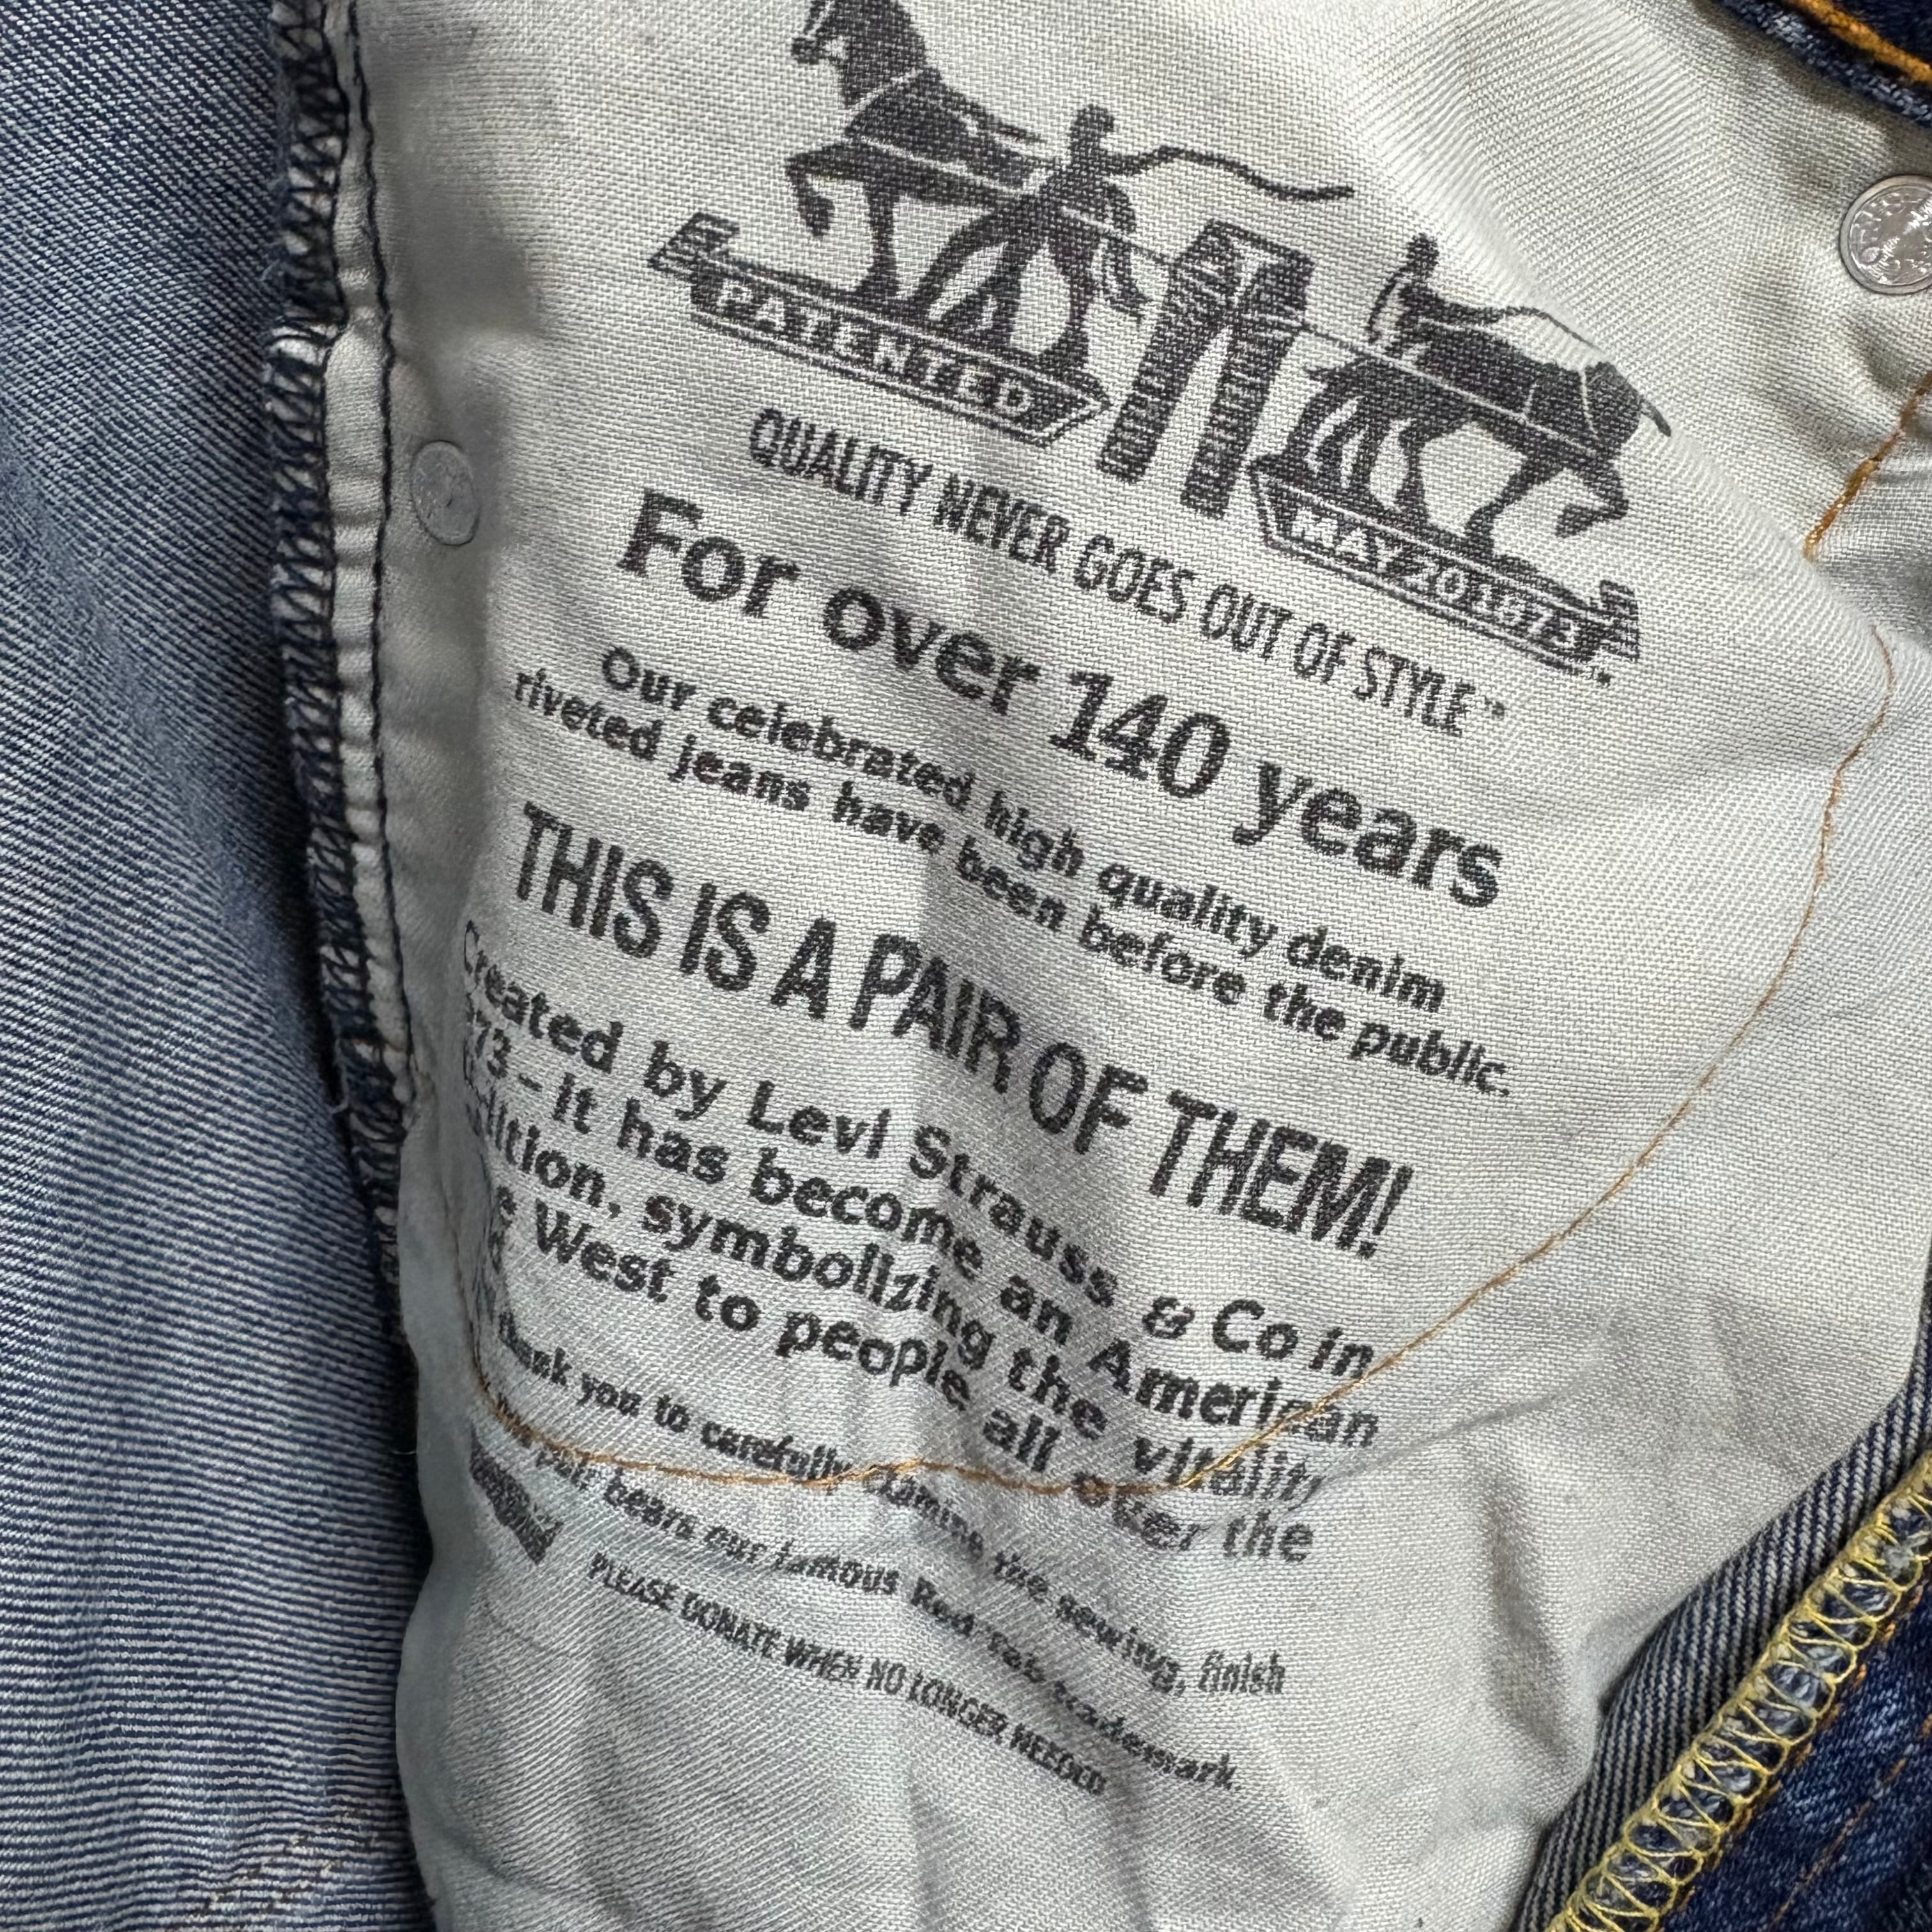 PATENTED
MAY 20 1873
QUALITY NEVER GOES OUT OF STYLE™
For over 140 years
Our celebrated high quality denim
riveted jeans have been before the public.
THIS IS A PAIR OF THEM!
Created by Levi Strauss & Co in
73 - it has become an American
dition, symbolizing the vitality
West to people all over the
you to carefully examine the sewing, finish
pair bears our famous Red Tab trademark.
PLEASE DONATE WHEN NO LONGER NEEDED